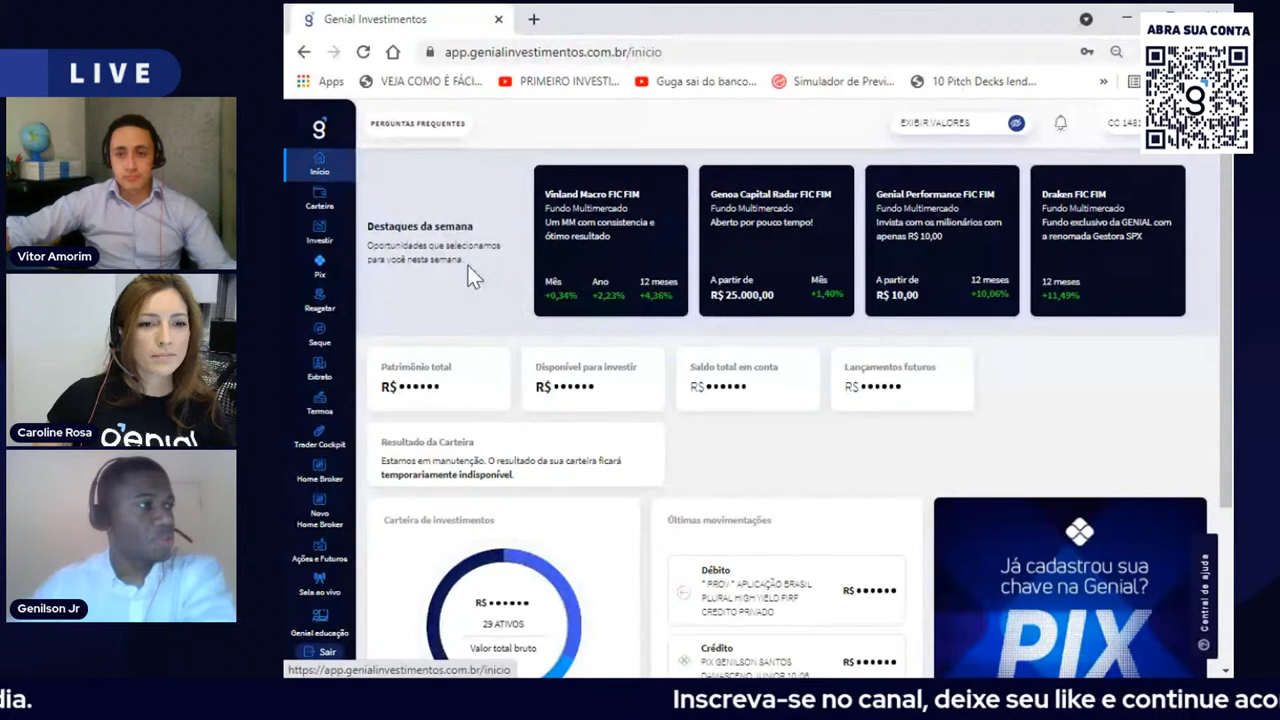 LIVE
Vitor Amorim
Caroline Rosa
genial
Genilson Jr
Genial Investimentos
app.genialinvestimentos.com.br/inicio
Apps
VEJA COMO É FÁCI...
PRIMEIRO INVESTI...
Guga sai do banco...
Simulador de Previ...
10 Pitch Decks lend...
»
ABRA SUA CONTA
g
PERGUNTAS FREQUENTES
EXIBIR VALORES
CC 1481
Início
Carteira
Investir
Pix
Resgatar
Saque
Extrato
Termos
Trader Cockpit
Home Broker
Novo
Home Broker
Ações e Futuros
Sala ao vivo
Genial educação
Sair
Destaques da semana
Oportunidades que selecionamos
para você nesta semana.
Vinland Macro FIC FIM
Fundo Multimercado
Um MM com consistencia e
ótimo resultado
Mês Ano 12 meses
+0,34% +2,23% +4,36%
Genoa Capital Radar FIC FIM
Fundo Multimercado
Aberto por pouco tempo!
A partir de Mês
R$ 25.000,00 +1,40%
Genial Performance FIC FIM
Fundo Multimercado
Invista com os milionários com
apenas R$ 10,00
A partir de 12 meses
R$ 10,00 +10,06%
Draken FIC FIM
Fundo Multimercado
Fundo exclusivo da GENIAL com
a renomada Gestora SPX
12 meses
+11,49%
Patrimônio total
R$ ••••••
Disponível para investir
R$ ••••••
Saldo total em conta
R$ ••••••
Lançamentos futuros
R$ ••••••
Resultado da Carteira
Estamos em manutenção. O resultado da sua carteira ficará
temporariamente indisponível.
Carteira de investimentos
R$ ••••••
29 ATIVOS
Valor total bruto
Últimas movimentações
Débito
* PROV * APLICAÇÃO BRASIL
PLURAL HIGH YIELD FIRF
CREDITO PRIVADO
R$ ••••••
Crédito
PIX GENILSON SANTOS
DAMASCENO JUNIOR 10/06
R$ ••••••
Já cadastrou sua
chave na Genial?
PIX
Central de ajuda
https://app.genialinvestimentos.com.br/inicio
dia.
Inscreva-se no canal, deixe seu like e continue aco